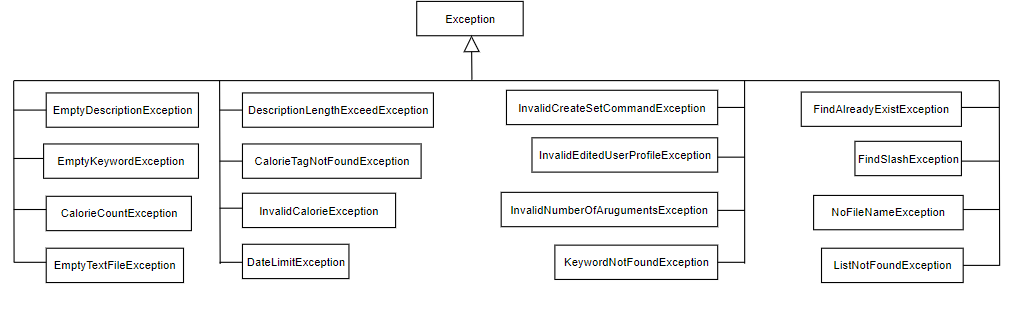 Exception
EmptyDescriptionException
EmptyKeywordException
CalorieCountException
EmptyTextFileException
DescriptionLengthExceedException
CalorieTagNotFoundException
InvalidCalorieException
DateLimitException
InvalidCreateSetCommandException
InvalidEditedUserProfileException
InvalidNumberOfArugumentsException
KeywordNotFoundException
FindAlreadyExistException
FindSlashException
NoFileNameException
ListNotFoundException